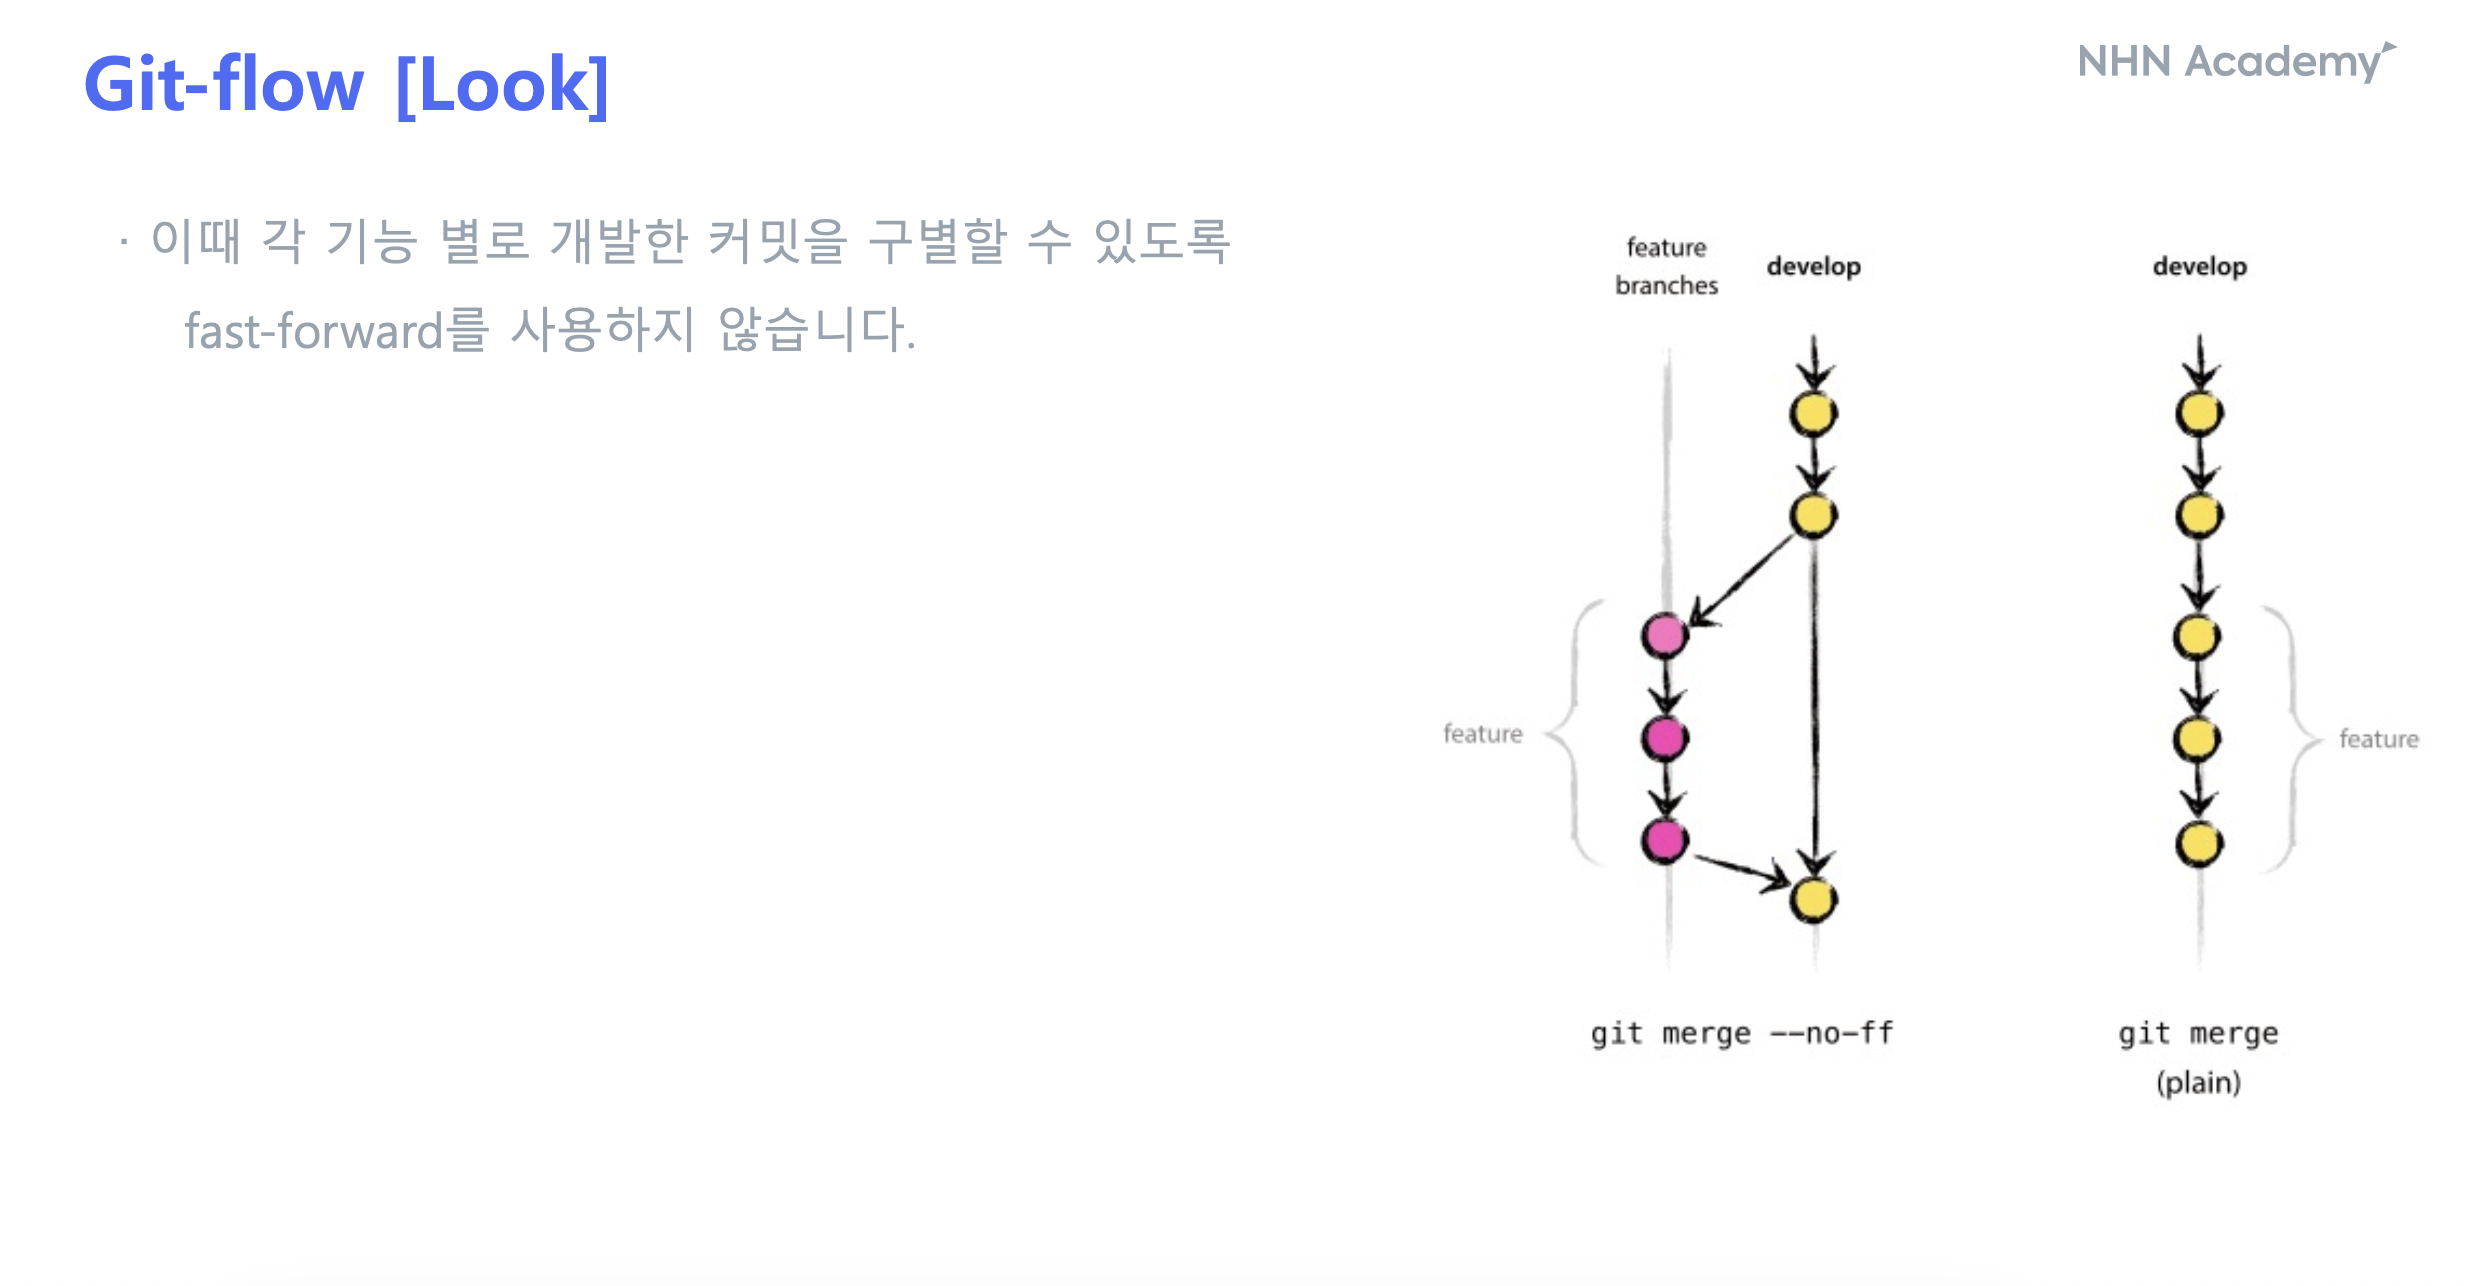 Git-flow [Look]
NHN Academy
· 이때 각 기능 별로 개발한 커밋을 구별할 수 있도록
fast-forward를 사용하지 않습니다.
feature
branches
develop
develop
feature
feature
git merge --no-ff
git merge
(plain)